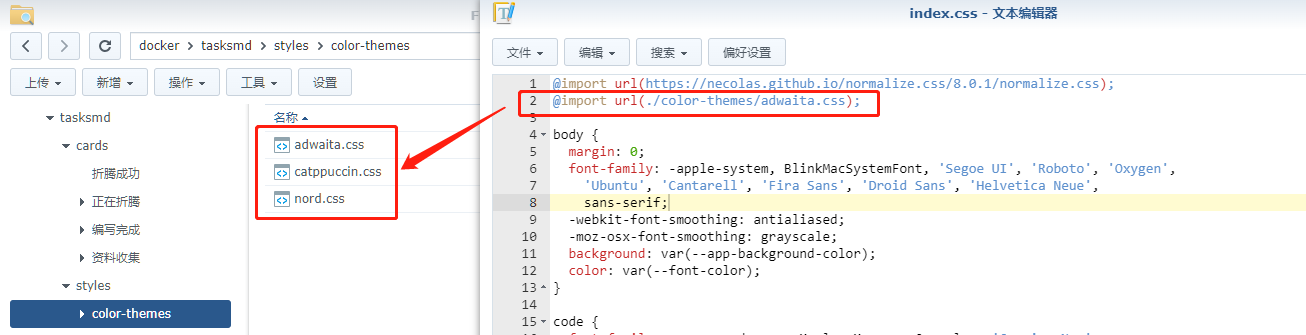 docker ▸ tasksmd ▸ styles ▸ color-themes
上传 新增 操作 工具 设置
tasksmd
cards
折腾成功
正在折腾
编写完成
资料收集
styles
color-themes
名称
adwaita.css
catppuccin.css
nord.css
index.css - 文本编辑器
文件 编辑 搜索 偏好设置
1 @import url(https://necolas.github.io/normalize.css/8.0.1/normalize.css);
2 @import url(./color-themes/adwaita.css);
3
4 body {
5 margin: 0;
6 font-family: -apple-system, BlinkMacSystemFont, 'Segoe UI', 'Roboto', 'Oxygen',
7 'Ubuntu', 'Cantarell', 'Fira Sans', 'Droid Sans', 'Helvetica Neue',
8 sans-serif;
9 -webkit-font-smoothing: antialiased;
10 -moz-osx-font-smoothing: grayscale;
11 background: var(--app-background-color);
12 color: var(--font-color);
13 }
14
15 code {